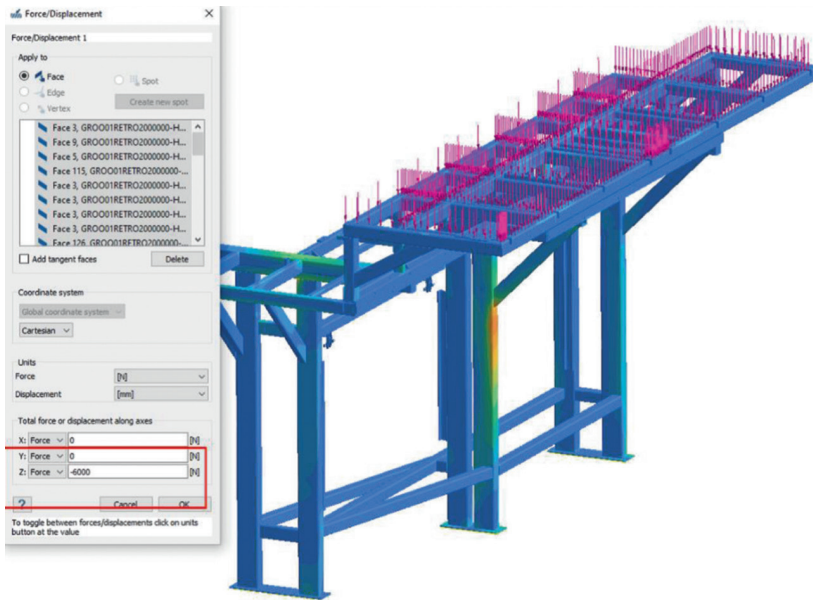 Force/Displacement
Force/Displacement 1
Apply to
Face
Spot
Edge
Vertex
Create new spot
Face 3, GROO01RETRO2000000-H...
Face 9, GROO01RETRO2000000-H...
Face 5, GROO01RETRO2000000-H...
Face 115, GROO01RETRO2000000-...
Face 3, GROO01RETRO2000000-H...
Face 3, GROO01RETRO2000000-H...
Face 3, GROO01RETRO2000000-H...
Face 126, GROO01RETRO2000000-...
Add tangent faces
Delete
Coordinate system
Global coordinate system
Cartesian
Units
Force [N]
Displacement [mm]
Total force or displacement along axes
X: Force 0 [N]
Y: Force 0 [N]
Z: Force -6000 [N]
? Cancel OK
To toggle between forces/displacements click on units
button at the value